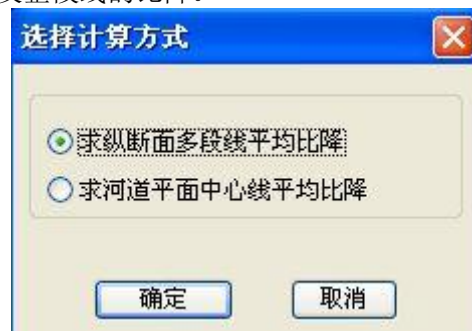 选择计算方式
求纵断面多段线平均比降
求河道平面中心线平均比降
确定
取消